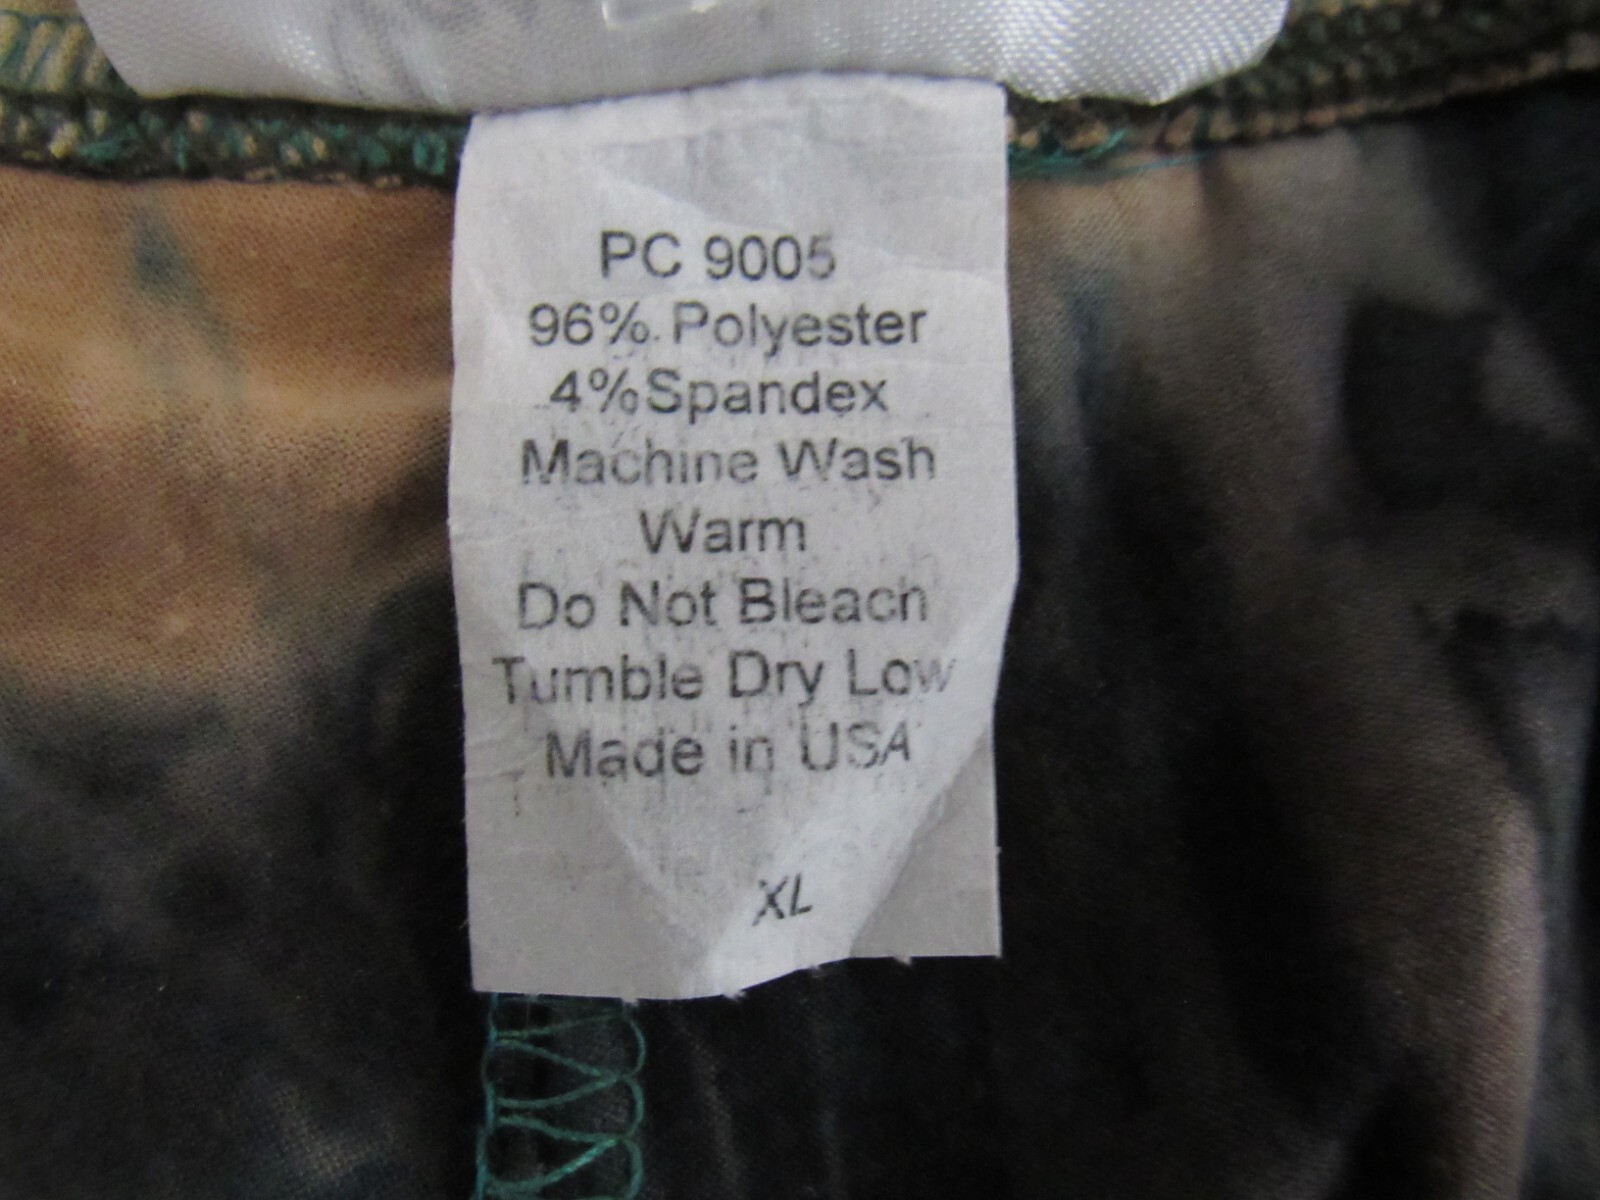 PC 9005
96% Polyester
4%Spandex
Machine Wash
Warm
Do Not Bleach
Tumble Dry Low
Made in USA
XL